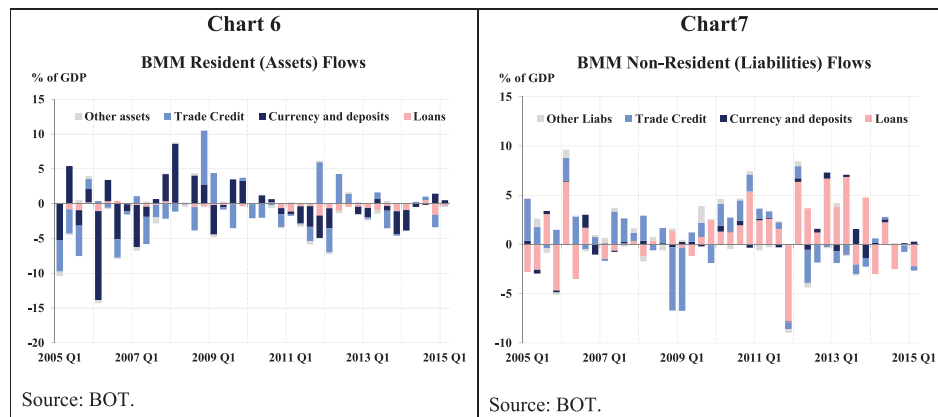 Chart 6
BMM Resident (Assets) Flows
% of GDP
Other assets Trade Credit Currency and deposits Loans
15
10
5
0
-5
-10
-15
-20
2005 Q1 2007 Q1 2009 Q1 2011 Q1 2013 Q1 2015 Q1
Source: BOT.
Chart7
BMM Non-Resident (Liabilities) Flows
% of GDP
Other Liabs Trade Credit Currency and deposits Loans
15
10
5
0
-5
-10
2005 Q1 2007 Q1 2009 Q1 2011 Q1 2013 Q1 2015 Q1
Source: BOT.